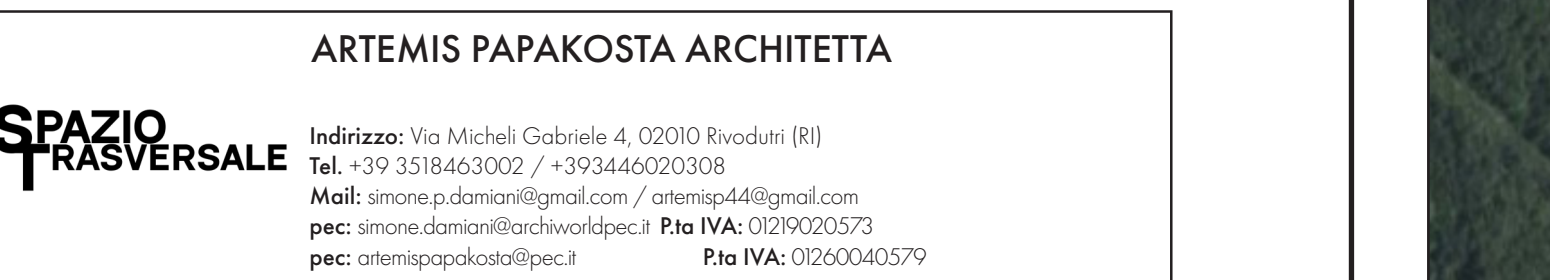 ARTEMIS PAPAKOSTA ARCHITETTA
SPAZIO
TRASVERSALE
Indirizzo: Via Micheli Gabriele 4, 02010 Rivodutri (RI)
Tel. +39 3518463002 / +393446020308
Mail: simone.p.damiani@gmail.com / artemisp44@gmail.com
pec: simone.damiani@archiworldpec.it P.ta IVA: 01219020573
pec: artemispapakosta@pec.it P.ta IVA: 01260040579